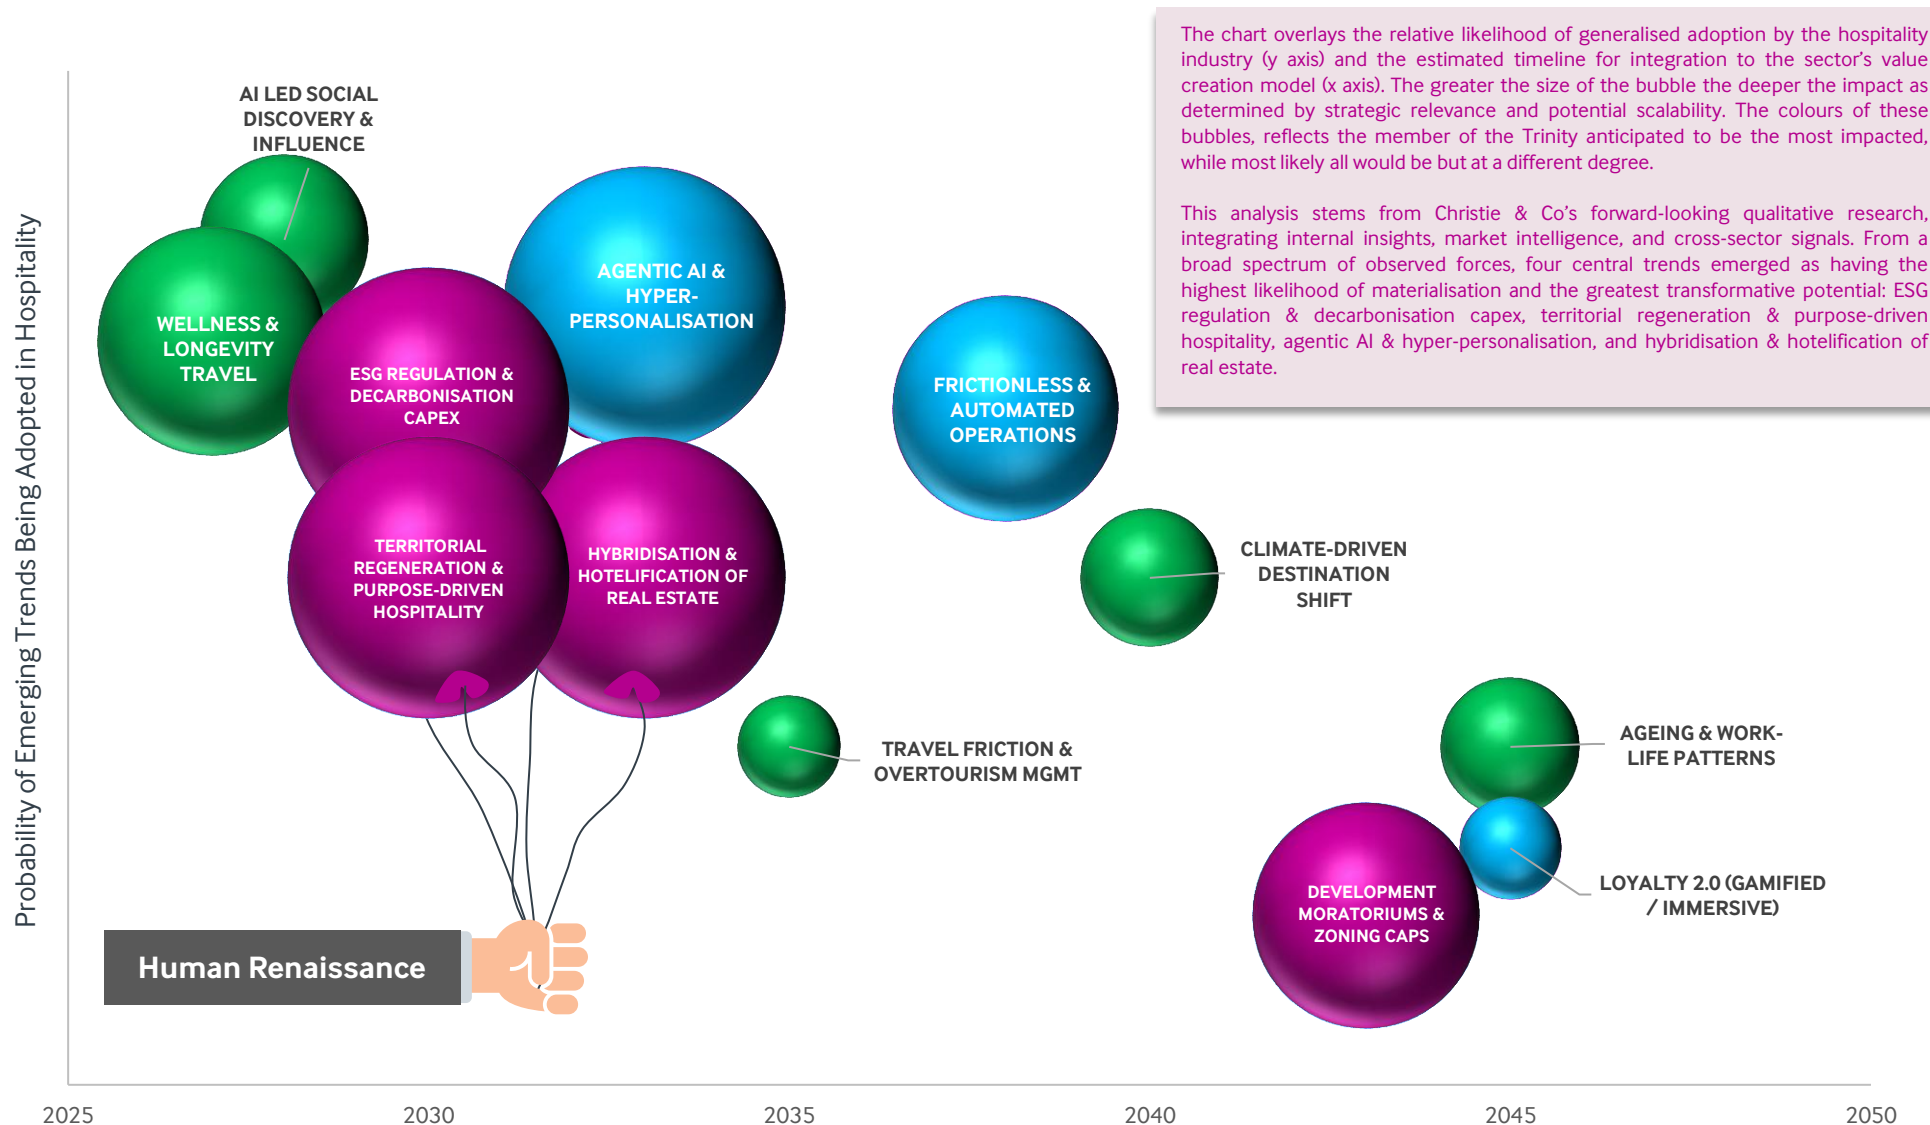 The chart overlays the relative likelihood of generalised adoption by the hospitality
industry (y axis) and the estimated timeline for integration to the sector's value
creation model (x axis). The greater the size of the bubble the deeper the impact as
determined by strategic relevance and potential scalability. The colours of these
bubbles, reflects the member of the Trinity anticipated to be the most impacted,
while most likely all would be but at a different degree.
This analysis stems from Christie & Co's forward-looking qualitative research,
integrating internal insights, market intelligence, and cross-sector signals. From a
broad spectrum of observed forces, four central trends emerged as having the
highest likelihood of materialisation and the greatest transformative potential: ESG
regulation & decarbonisation capex, territorial regeneration & purpose-driven
hospitality, agentic AI & hyper-personalisation, and hybridisation & hotelification of
real estate.
Probability of Emerging Trends Being Adopted in Hospitality
AI LED SOCIAL
DISCOVERY &
INFLUENCE
WELLNESS &
LONGEVITY
TRAVEL
AGENTIC AI &
HYPER-
PERSONALISATION
ESG REGULATION &
DECARBONISATION
CAPEX
FRICTIONLESS &
AUTOMATED
OPERATIONS
TERRITORIAL
REGENERATION &
PURPOSE-DRIVEN
HOSPITALITY
HYBRIDISATION &
HOTELIFICATION OF
REAL ESTATE
CLIMATE-DRIVEN
DESTINATION
SHIFT
TRAVEL FRICTION &
OVERTOURISM MGMT
AGEING & WORK-
LIFE PATTERNS
DEVELOPMENT
MORATORIUMS &
ZONING CAPS
LOYALTY 2.0 (GAMIFIED
/ IMMERSIVE)
Human Renaissance
2025
2030
2035
2040
2045
2050